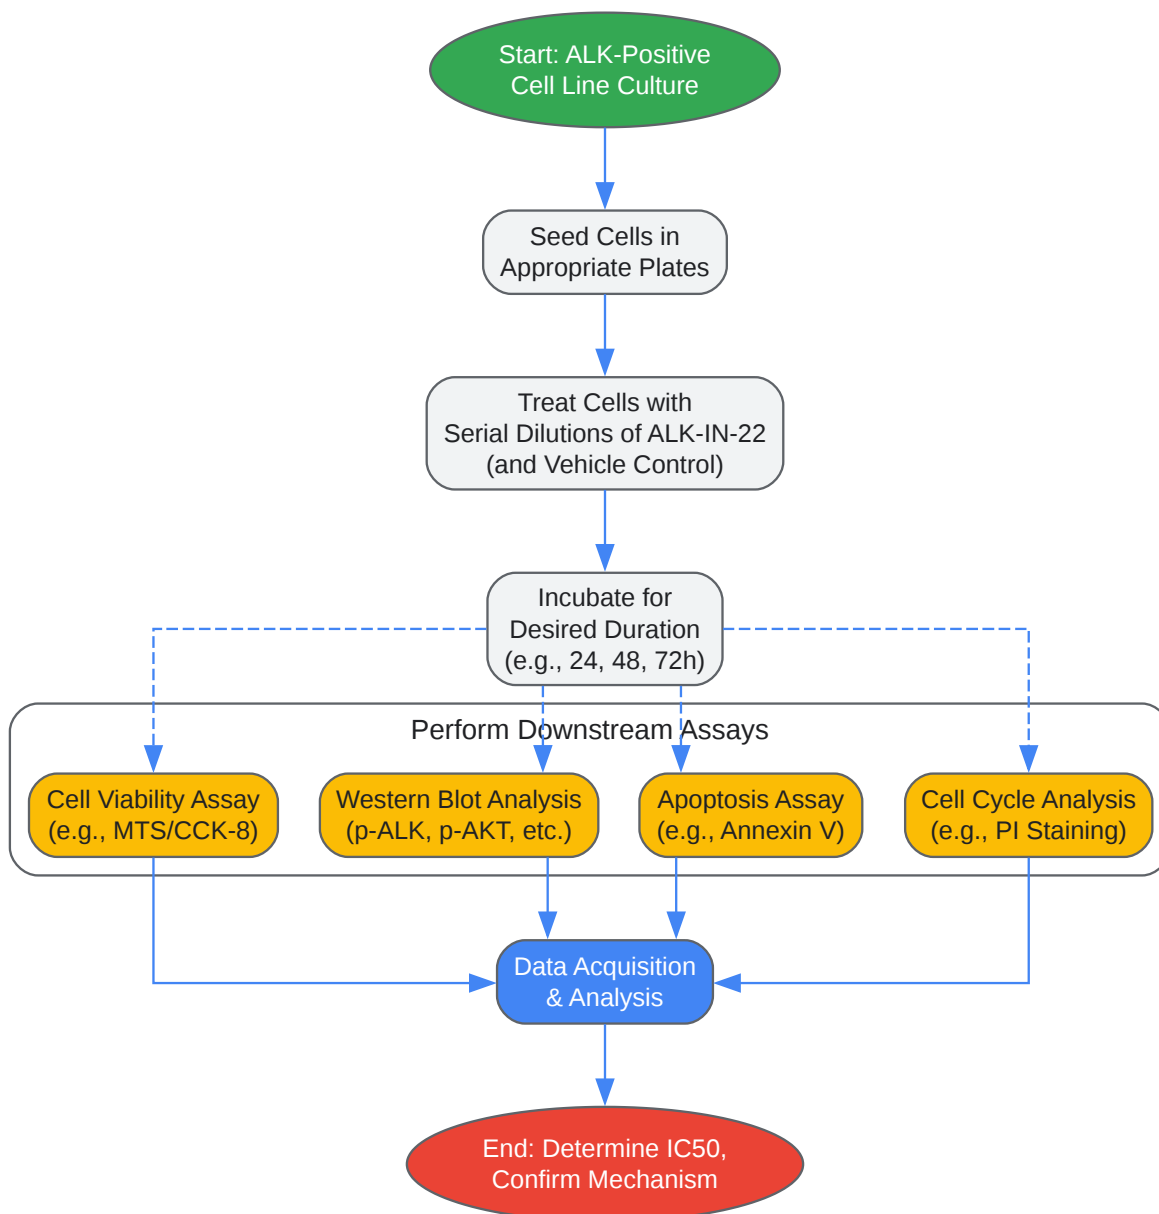 Start: ALK-Positive
Cell Line Culture
Seed Cells in
Appropriate Plates
Treat Cells with
Serial Dilutions of ALK-IN-22
(and Vehicle Control)
Incubate for
Desired Duration
(e.g., 24, 48, 72h)
Perform Downstream Assays
Cell Viability Assay
(e.g., MTS/CCK-8)
Western Blot Analysis
(p-ALK, p-AKT, etc.)
Apoptosis Assay
(e.g., Annexin V)
Cell Cycle Analysis
(e.g., PI Staining)
Data Acquisition
& Analysis
End: Determine IC50,
Confirm Mechanism